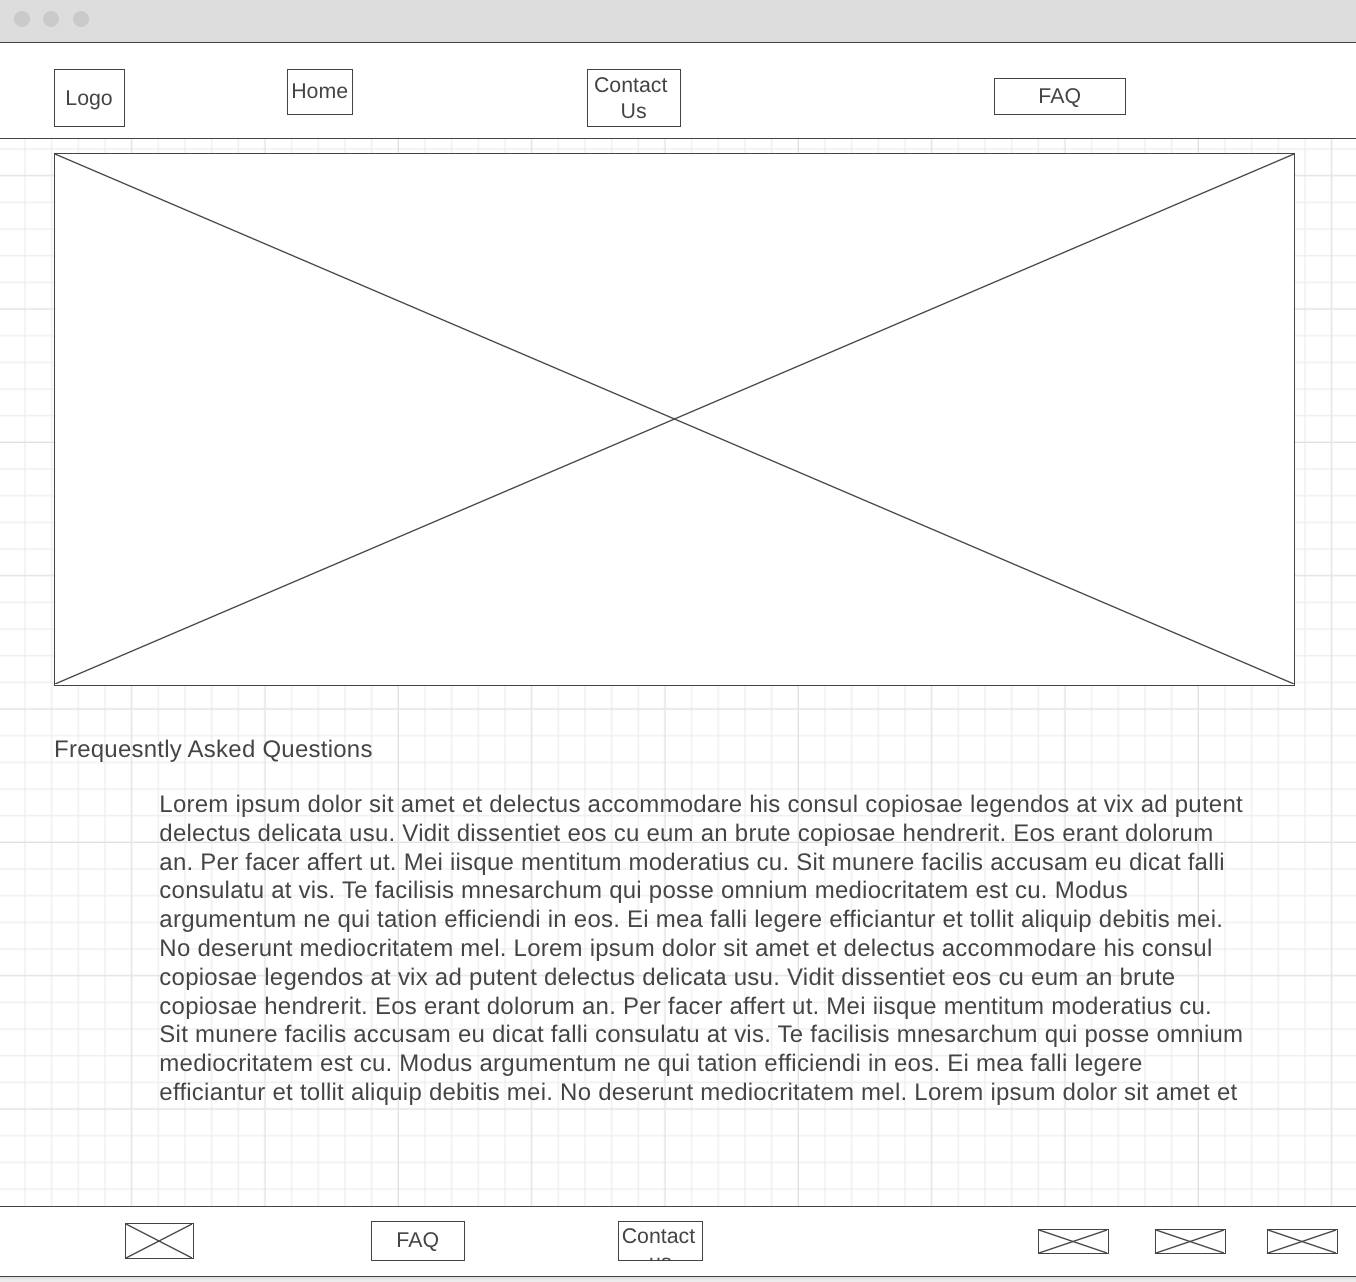 Logo
Home
Contact
Us
FAQ
Frequesntly Asked Questions
Lorem ipsum dolor sit amet et delectus accommodare his consul copiosae legendos at vix ad putent
delectus delicata usu. Vidit dissentiet eos cu eum an brute copiosae hendrerit. Eos erant dolorum
an. Per facer affert ut. Mei iisque mentitum moderatius cu. Sit munere facilis accusam eu dicat falli
consulatu at vis. Te facilisis mnesarchum qui posse omnium mediocritatem est cu. Modus
argumentum ne qui tation efficiendi in eos. Ei mea falli legere efficiantur et tollit aliquip debitis mei.
No deserunt mediocritatem mel. Lorem ipsum dolor sit amet et delectus accommodare his consul
copiosae legendos at vix ad putent delectus delicata usu. Vidit dissentiet eos cu eum an brute
copiosae hendrerit. Eos erant dolorum an. Per facer affert ut. Mei iisque mentitum moderatius cu.
Sit munere facilis accusam eu dicat falli consulatu at vis. Te facilisis mnesarchum qui posse omnium
mediocritatem est cu. Modus argumentum ne qui tation efficiendi in eos. Ei mea falli legere
efficiantur et tollit aliquip debitis mei. No deserunt mediocritatem mel. Lorem ipsum dolor sit amet et
FAQ
Contact